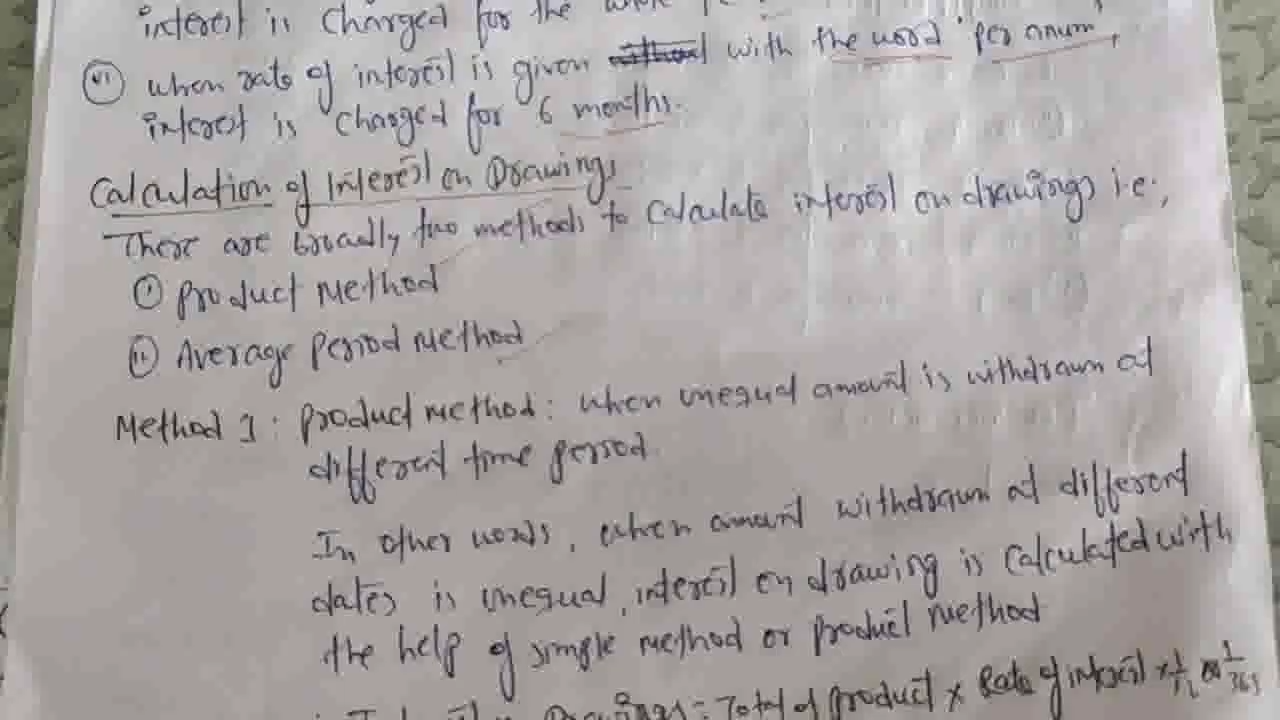 interest is charged for the
(vi) when rate of interest is given with the word 'per anum',
interest is charged for 6 months.
Calculation of Interest on Drawings
There are broadly two methods to calculate interest on drawings i.e;
(i) Product Method
(ii) Average Period Method
Method 1: Product method: when unequal amount is withdrawn at
different time period.
In other words, when amount withdrawn at different
dates is unequal, interest on drawing is calculated with
the help of simple method or product method
Drawings = Total of product x Rate of interest x 1/12 or 1/365